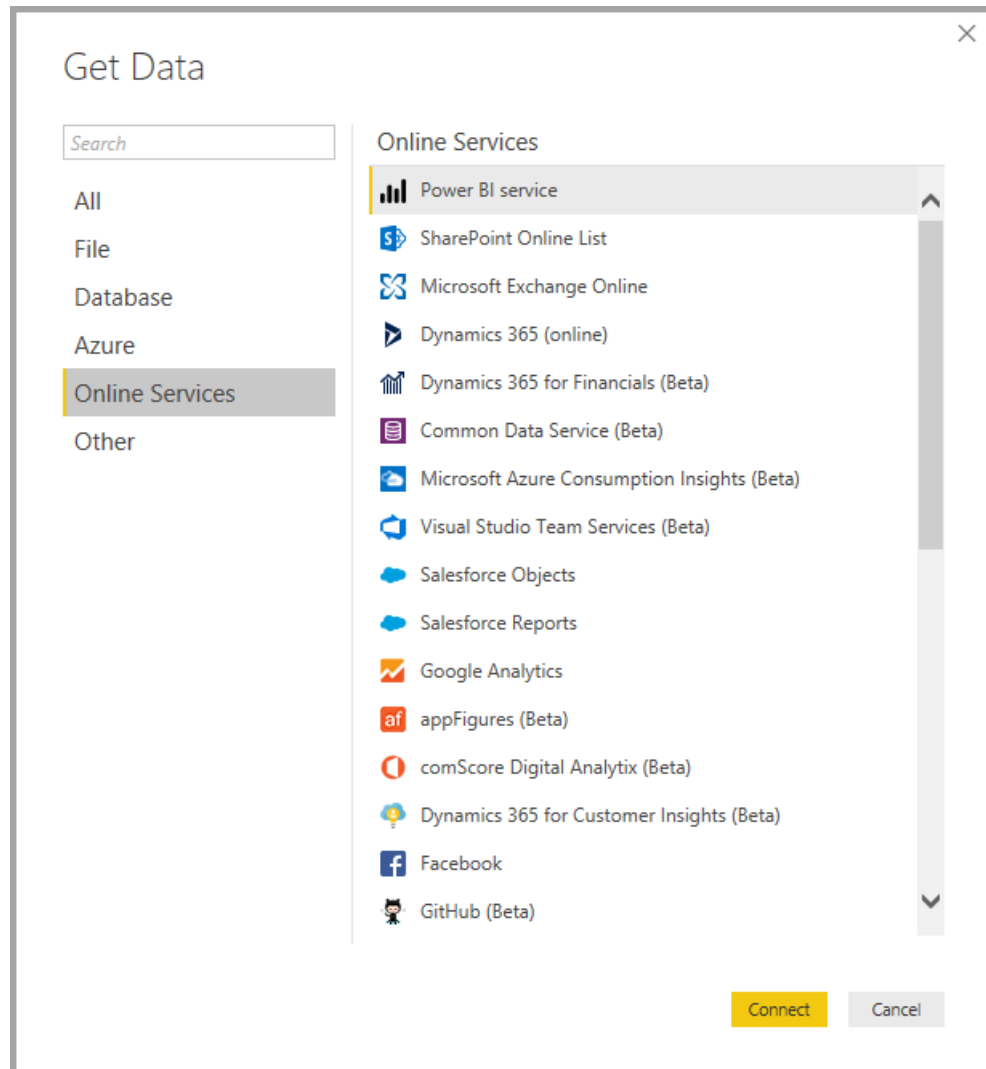 Get Data
Search
All
File
Database
Azure
Online Services
Other
Online Services
Power BI service
SharePoint Online List
Microsoft Exchange Online
Dynamics 365 (online)
Dynamics 365 for Financials (Beta)
Common Data Service (Beta)
Microsoft Azure Consumption Insights (Beta)
Visual Studio Team Services (Beta)
Salesforce Objects
Salesforce Reports
Google Analytics
af appFigures (Beta)
comScore Digital Analytix (Beta)
Dynamics 365 for Customer Insights (Beta)
Facebook
GitHub (Beta)
Connect
Cancel